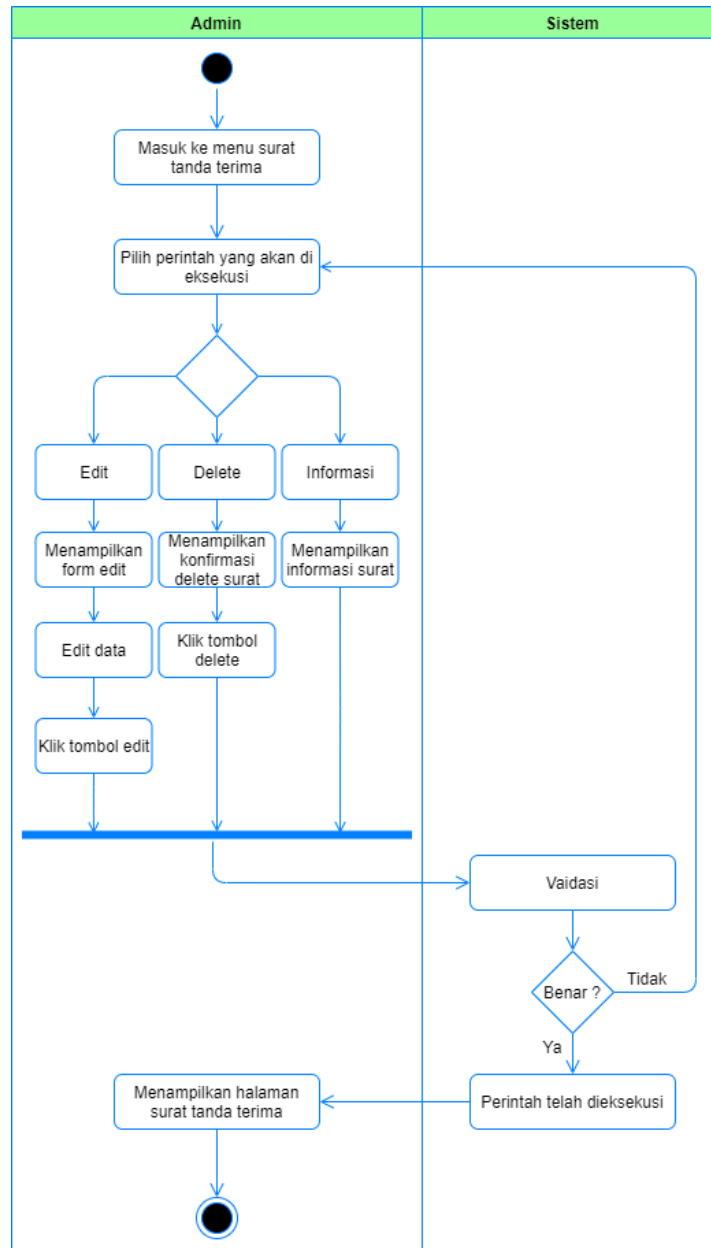 Admin
Sistem
Masuk ke menu surat
tanda terima
Pilih perintah yang akan di
eksekusi
Edit
Delete
Informasi
Menampilkan
form edit
Menampilkan
konfirmasi
delete surat
Menampilkan
informasi surat
Edit data
Klik tombol
delete
Klik tombol edit
Vaidasi
Benar ?
Tidak
Ya
Menampilkan halaman
surat tanda terima
Perintah telah dieksekusi